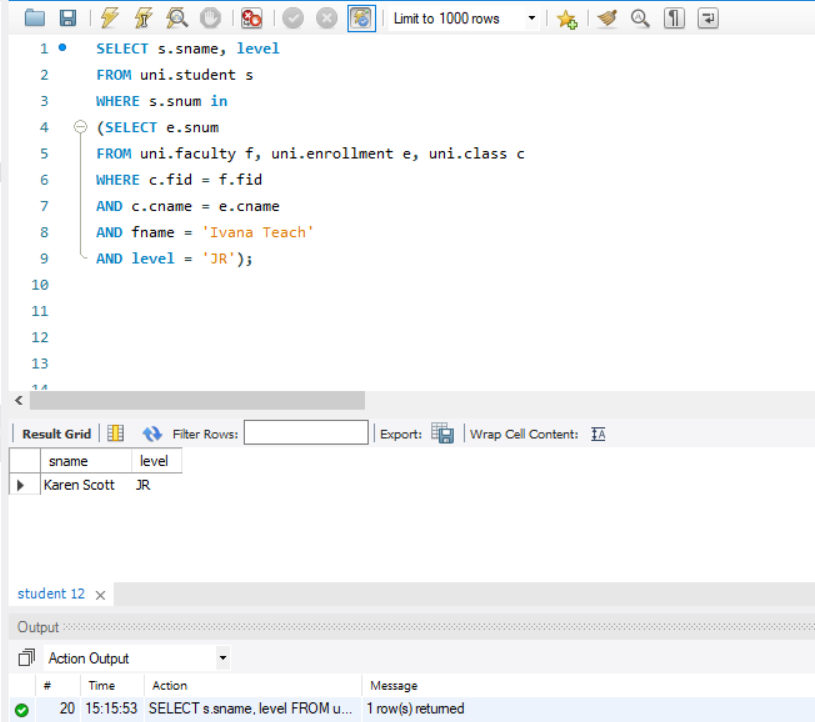 Limit to 1000 rows
1 SELECT s.sname, level
2 FROM uni.student s
3 WHERE s.snum in
4 (SELECT e.snum
5 FROM uni.faculty f, uni.enrollment e, uni.class c
6 WHERE c.fid = f.fid
7 AND c.cname = e.cname
8 AND fname = 'Ivana Teach'
9 AND level = 'JR');
10
11
12
13
14
Result Grid Filter Rows: Export: Wrap Cell Content: IA
sname level
Karen Scott JR
student 12
Output
Action Output
# Time Action Message
20 15:15:53 SELECT s.sname, level FROM u... 1 row(s) returned